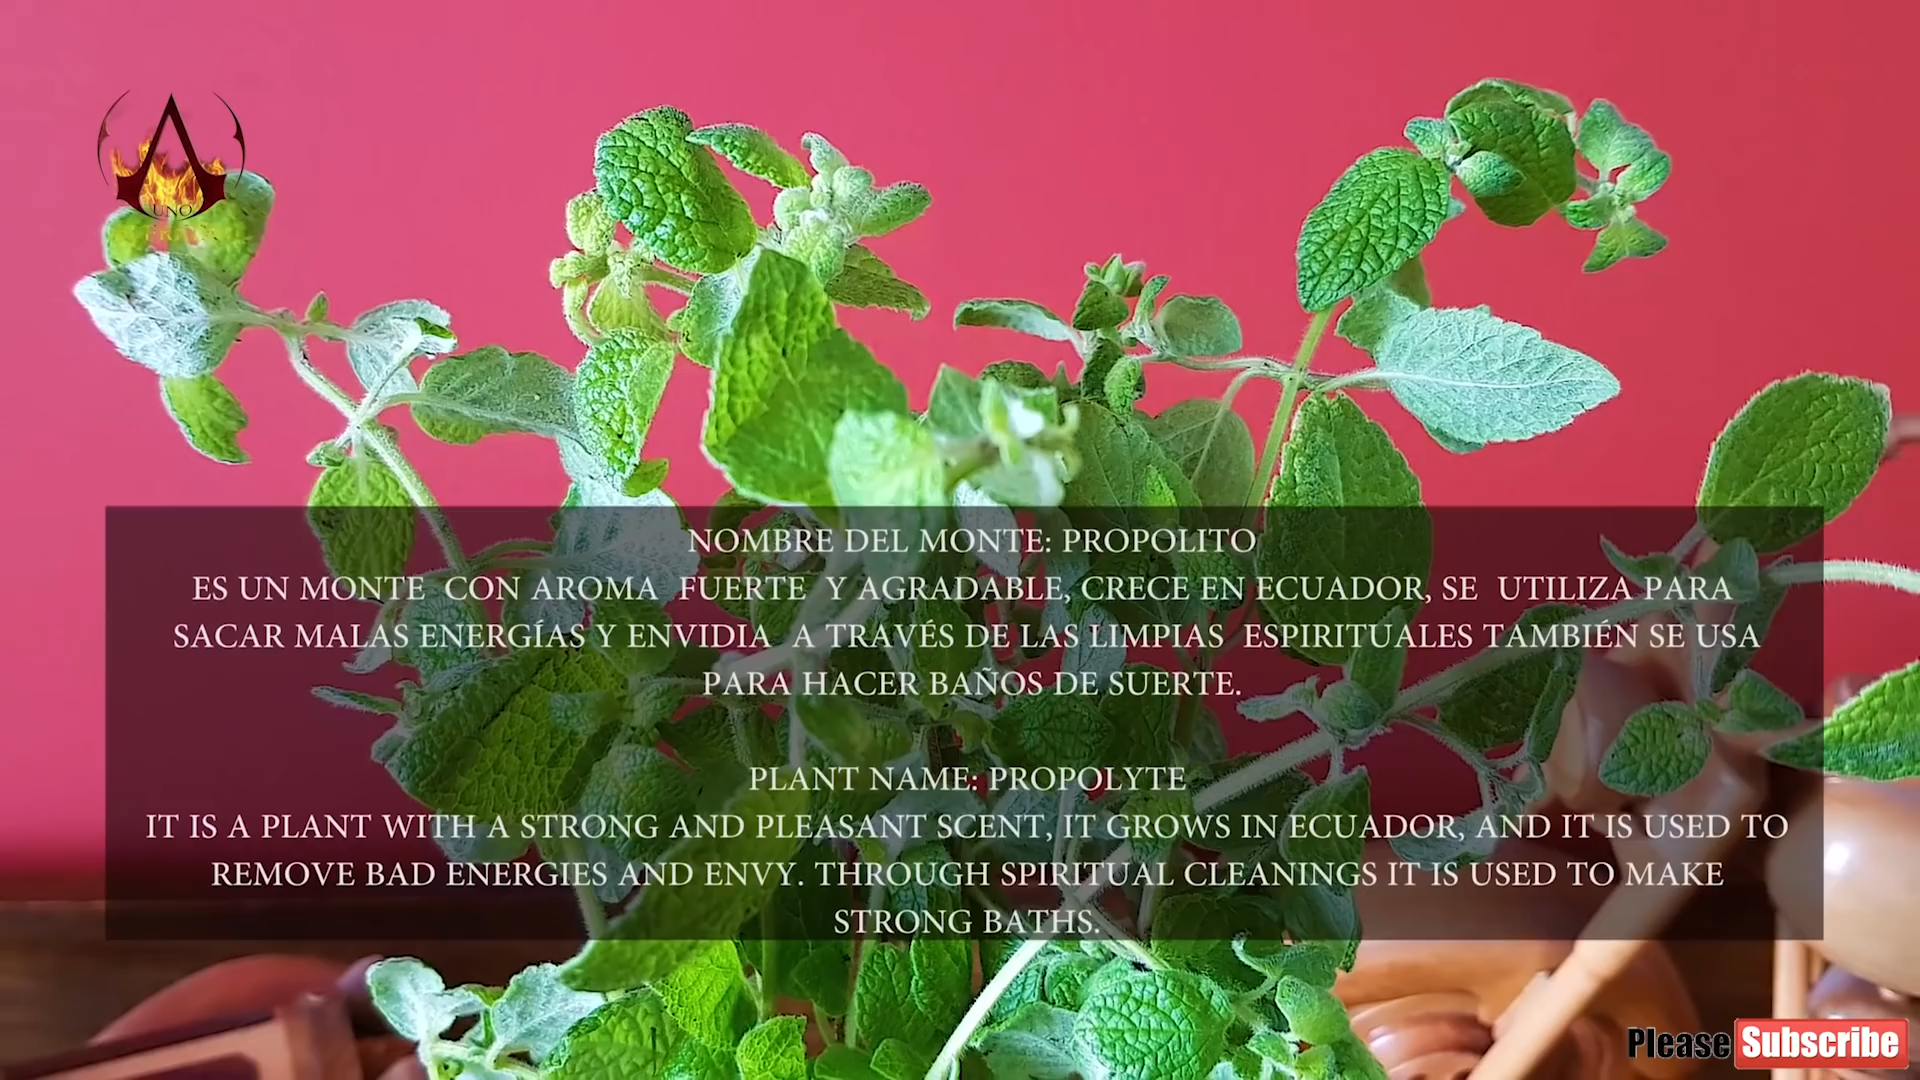 UNO
NOMBRE DEL MONTE: PROPOLITO
ES UN MONTE CON AROMA FUERTE Y AGRADABLE, CRECE EN ECUADOR, SE UTILIZA PARA
SACAR MALAS ENERGÍAS Y ENVIDIA A TRAVÉS DE LAS LIMPIAS ESPIRITUALES TAMBIÉN SE USA
PARA HACER BAÑOS DE SUERTE.
PLANT NAME: PROPOLYTE
IT IS A PLANT WITH A STRONG AND PLEASANT SCENT, IT GROWS IN ECUADOR, AND IT IS USED TO
REMOVE BAD ENERGIES AND ENVY. THROUGH SPIRITUAL CLEANINGS IT IS USED TO MAKE
STRONG BATHS.
Please Subscribe